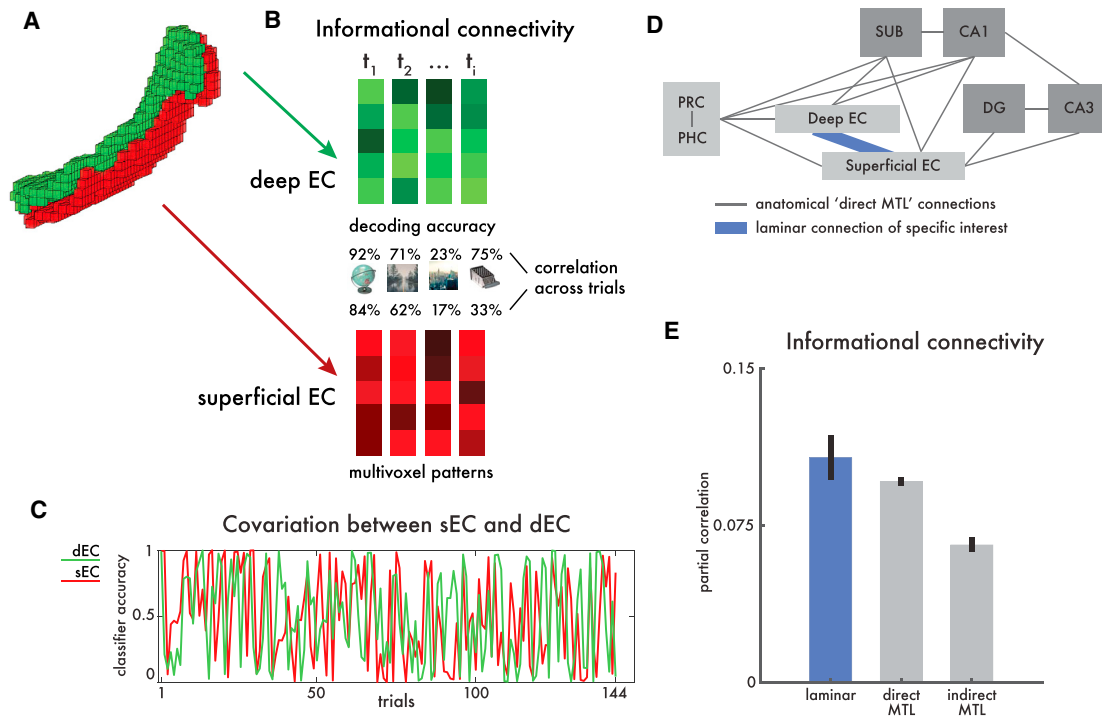 A
B
Informational connectivity
t1 t2 ... ti
deep EC
decoding accuracy
92% 71% 23% 75%
correlation
across trials
84% 62% 17% 33%
superficial EC
multivoxel patterns
C
Covariation between sEC and dEC
dEC
sEC
classifier accuracy
1
0.5
0
1 50 100 144
trials
D
SUB CA1
PRC
PHC
Deep EC
DG CA3
Superficial EC
anatomical 'direct MTL' connections
laminar connection of specific interest
E
Informational connectivity
partial correlation
0.15
0.075
0
laminar direct indirect
MTL MTL